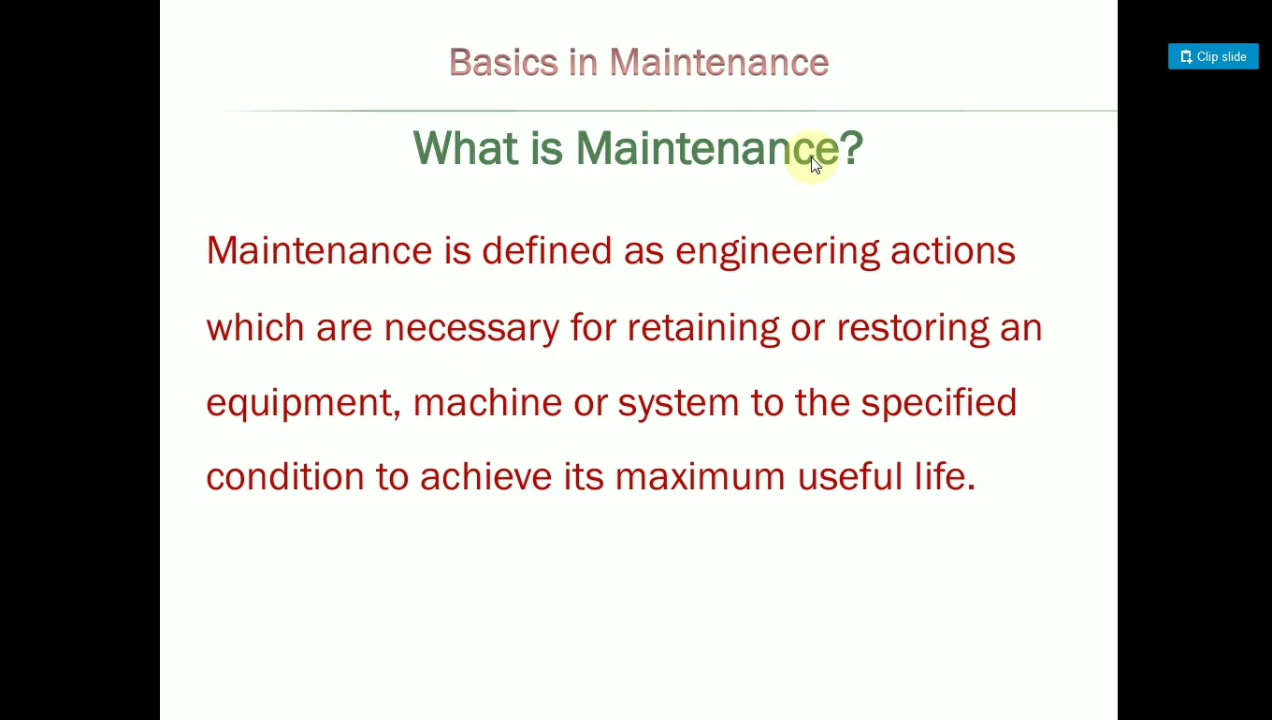 Basics in Maintenance
Clip slide
What is Maintenance?
Maintenance is defined as engineering actions
which are necessary for retaining or restoring an
equipment, machine or system to the specified
condition to achieve its maximum useful life.